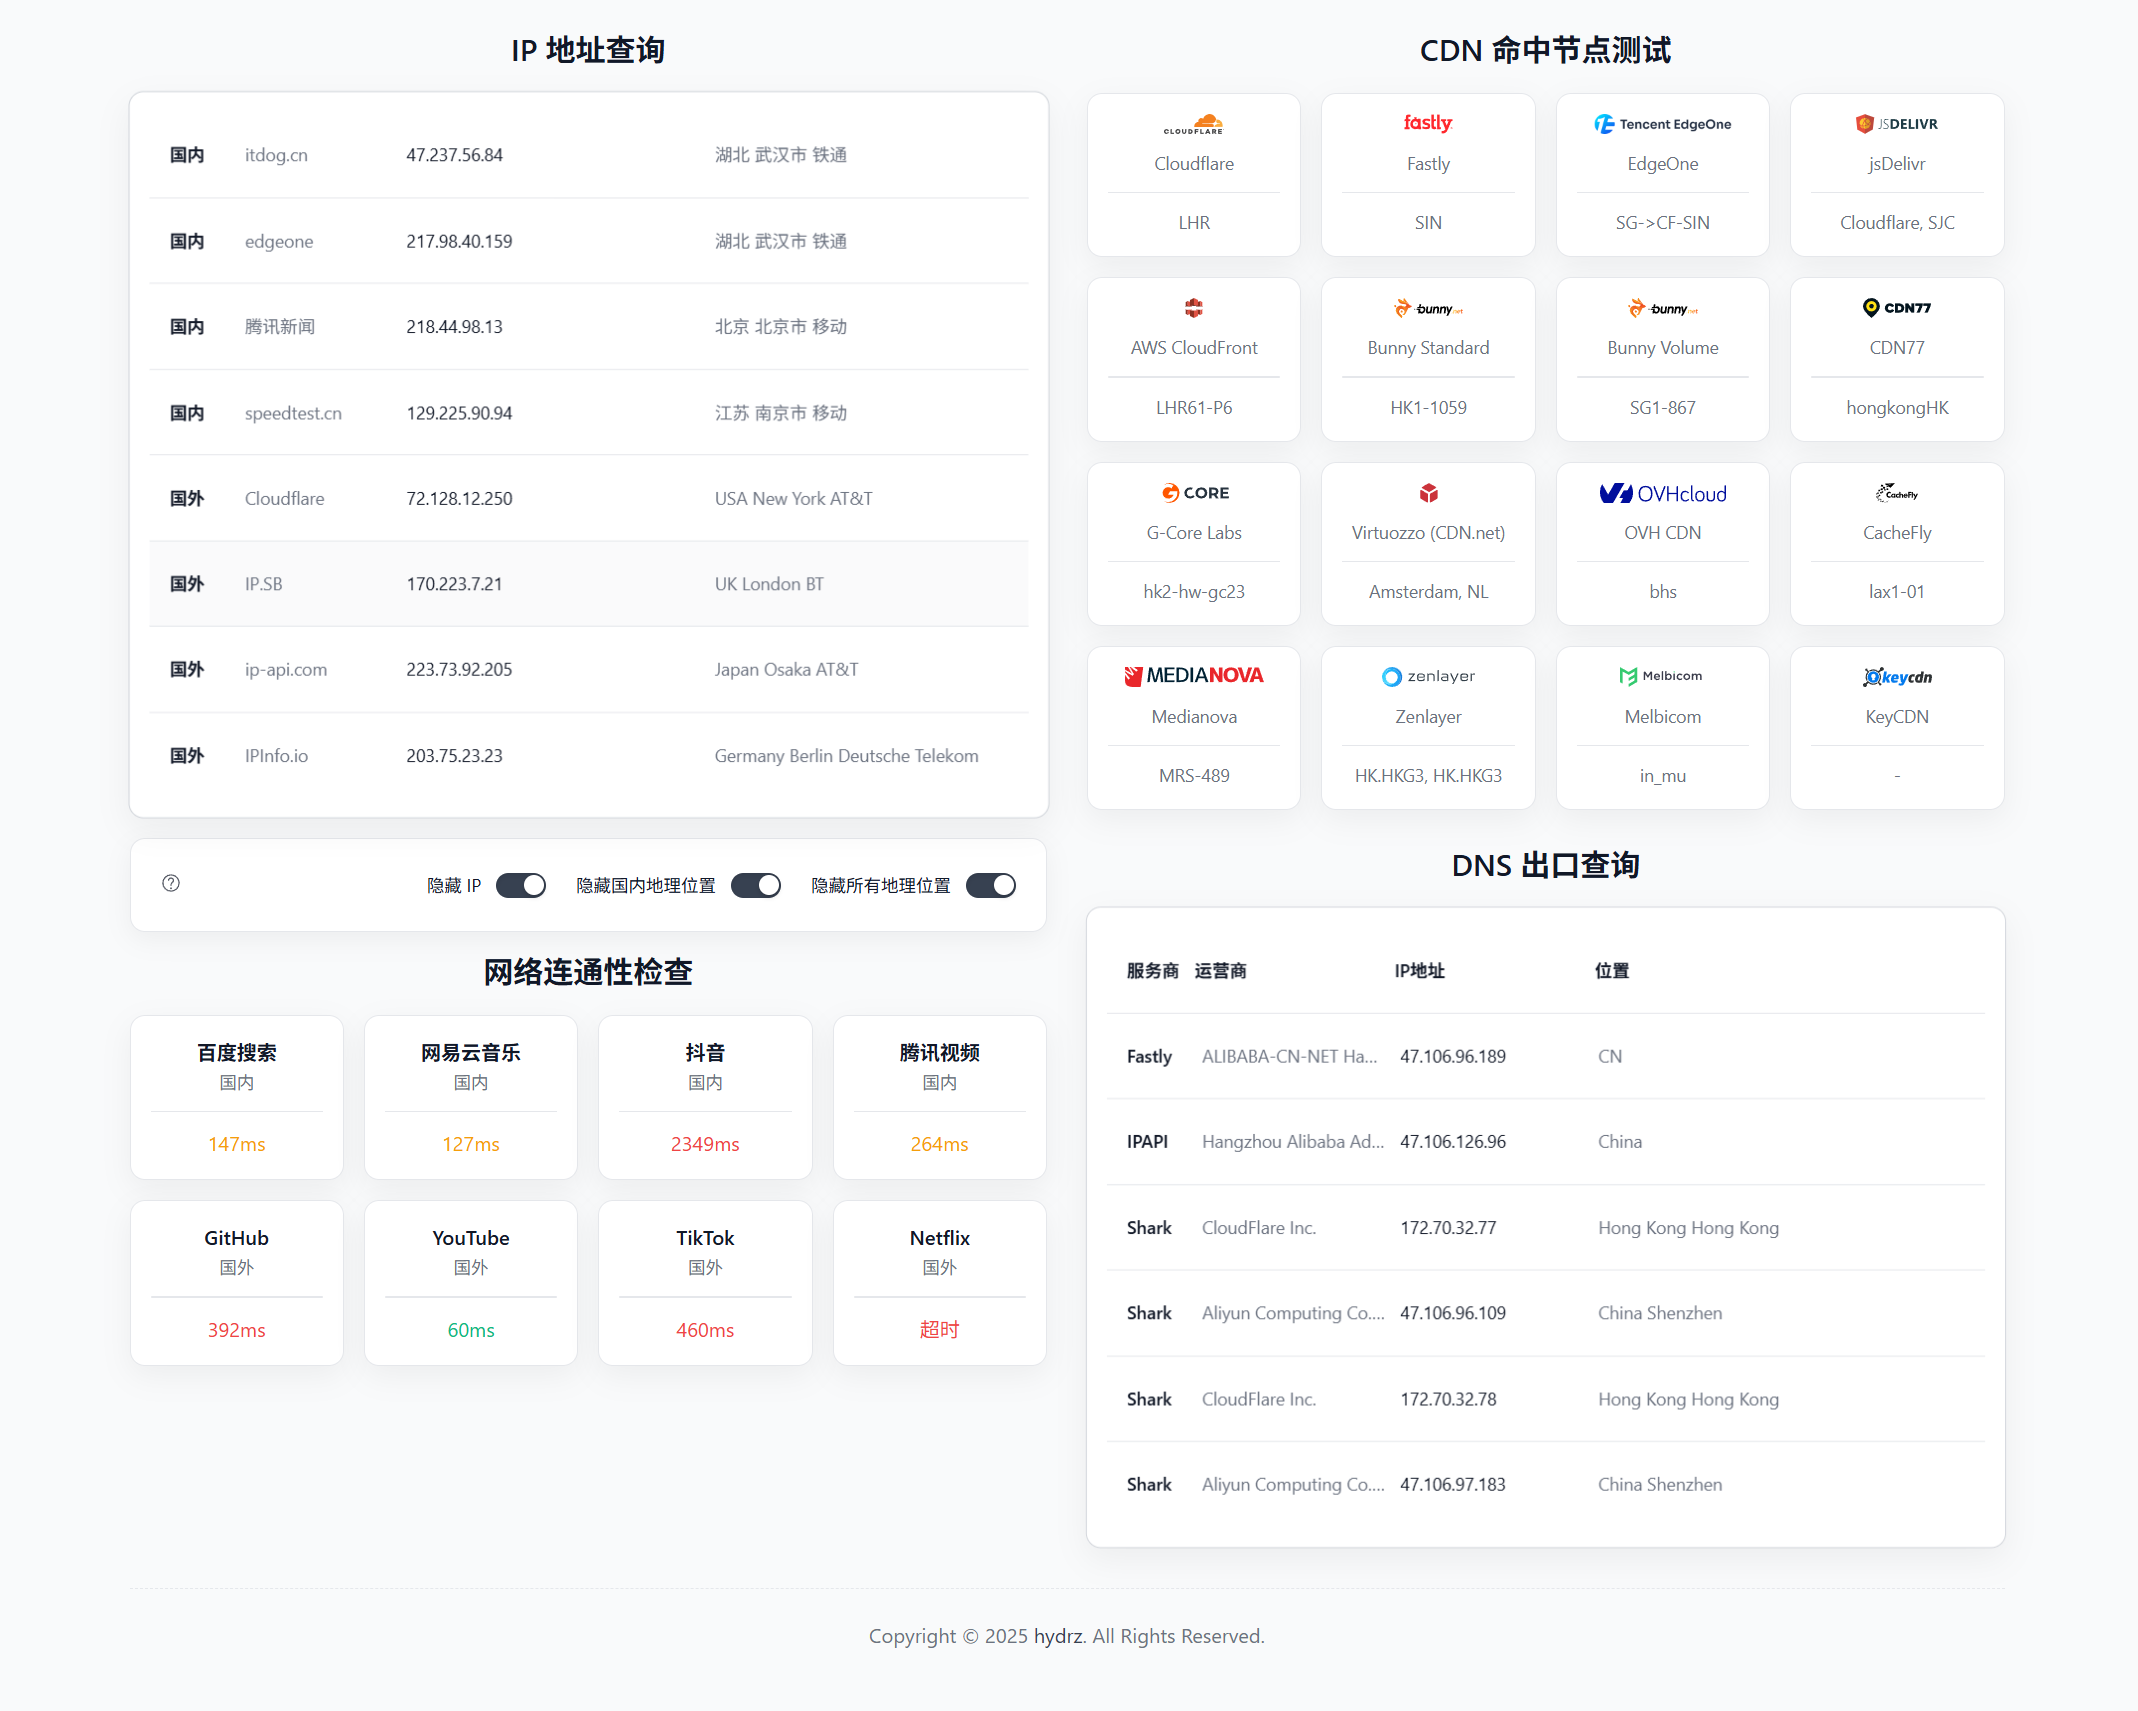 IP 地址查询
国内 itdog.cn 47.237.56.84 湖北 武汉市 铁通
国内 edgeone 217.98.40.159 湖北 武汉市 铁通
国内 腾讯新闻 218.44.98.13 北京 北京市 移动
国内 speedtest.cn 129.225.90.94 江苏 南京市 移动
国外 Cloudflare 72.128.12.250 USA New York AT&T
国外 IP.SB 170.223.7.21 UK London BT
国外 ip-api.com 223.73.92.205 Japan Osaka AT&T
国外 IPInfo.io 203.75.23.23 Germany Berlin Deutsche Telekom
隐藏 IP 隐藏国内地理位置 隐藏所有地理位置
网络连通性检查
百度搜索 网易云音乐 抖音 腾讯视频
国内 国内 国内 国内
147ms 127ms 2349ms 264ms
GitHub YouTube TikTok Netflix
国外 国外 国外 国外
392ms 60ms 460ms 超时
CDN 命中节点测试
CLOUDFLARE fastly Tencent EdgeOne JSDELIVR
Cloudflare Fastly EdgeOne jsDelivr
LHR SIN SG->CF-SIN Cloudflare, SJC
bunny.net bunny.net CDN77
AWS CloudFront Bunny Standard Bunny Volume CDN77
LHR61-P6 HK1-1059 SG1-867 hongkongHK
CORE OVHcloud CacheFly
G-Core Labs Virtuozzo (CDN.net) OVH CDN CacheFly
hk2-hw-gc23 Amsterdam, NL bhs lax1-01
MEDIANOVA zenlayer Melbicom keycdn
Medianova Zenlayer Melbicom KeyCDN
MRS-489 HK.HKG3, HK.HKG3 in_mu -
DNS 出口查询
服务商 运营商 IP地址 位置
Fastly ALIBABA-CN-NET Ha... 47.106.96.189 CN
IPAPI Hangzhou Alibaba Ad... 47.106.126.96 China
Shark CloudFlare Inc. 172.70.32.77 Hong Kong Hong Kong
Shark Aliyun Computing Co.... 47.106.96.109 China Shenzhen
Shark CloudFlare Inc. 172.70.32.78 Hong Kong Hong Kong
Shark Aliyun Computing Co.... 47.106.97.183 China Shenzhen
Copyright © 2025 hydrz. All Rights Reserved.